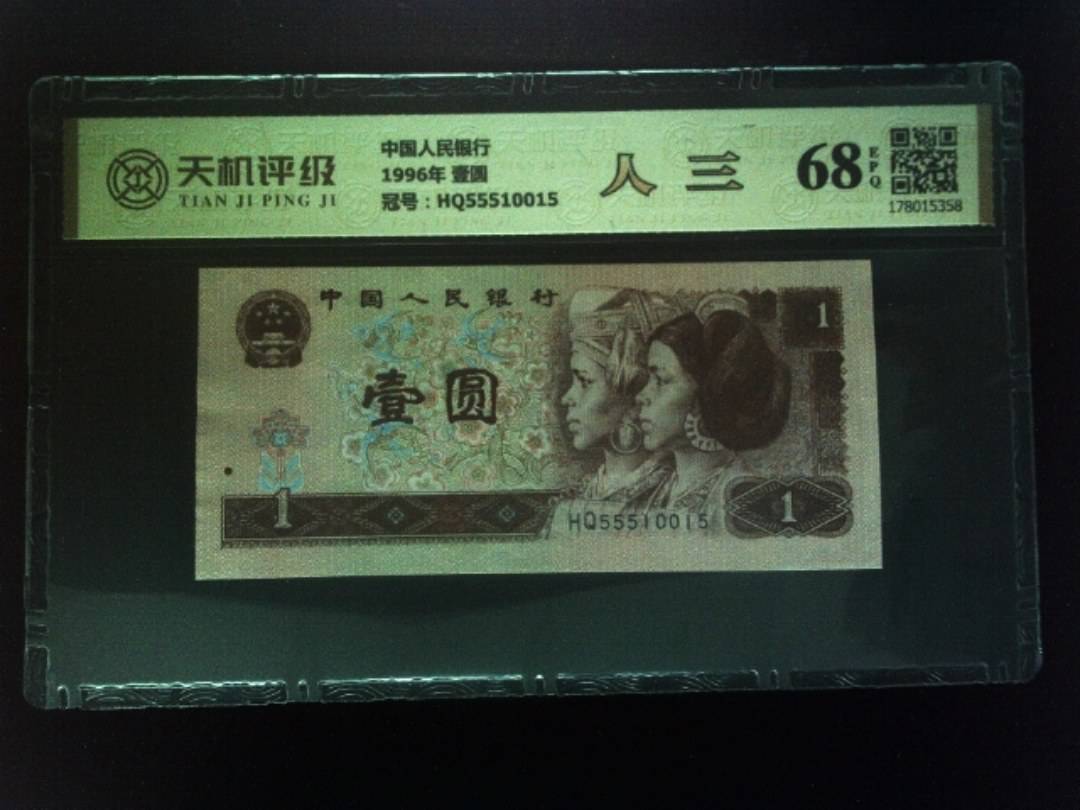 天机评级
TIAN JI PING JI
中国人民银行
1996年 壹圆
冠号：HQ55510015
人三
68
EPQ
178015358
中国人民银行
1
壹圆
1
HQ55510015
1